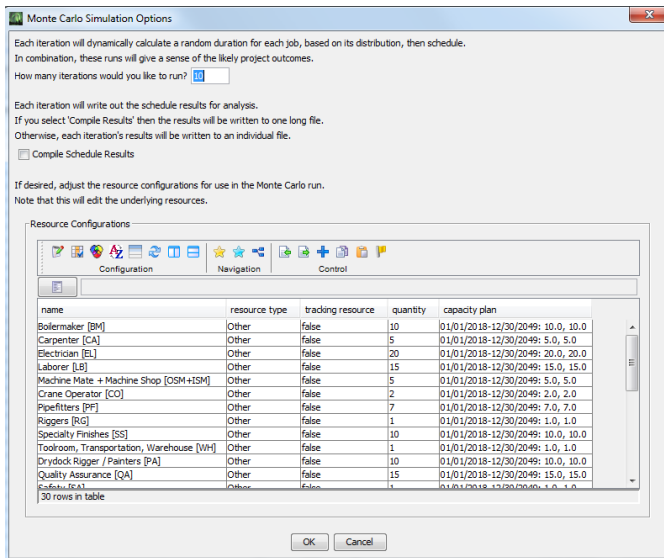 Monte Carlo Simulation Options
Each iteration will dynamically calculate a random duration for each job, based on its distribution, then schedule.
In combination, these runs will give a sense of the likely project outcomes.
How many iterations would you like to run? 10
Each iteration will write out the schedule results for analysis.
If you select 'Compile Results' then the results will be written to one long file.
Otherwise, each iteration's results will be written to an individual file.
Compile Schedule Results
If desired, adjust the resource configurations for use in the Monte Carlo run.
Note that this will edit the underlying resources.
Resource Configurations
Configuration Navigation Control
name resource type tracking resource quantity capacity plan
Boilermaker [BM] Other false 10 01/01/2018-12/30/2049: 10.0, 10.0
Carpenter [CA] Other false 5 01/01/2018-12/30/2049: 5.0, 5.0
Electrician [EL] Other false 20 01/01/2018-12/30/2049: 20.0, 20.0
Laborer [LB] Other false 15 01/01/2018-12/30/2049: 15.0, 15.0
Machine Mate + Machine Shop [OSM+ISM] Other false 5 01/01/2018-12/30/2049: 5.0, 5.0
Crane Operator [CO] Other false 2 01/01/2018-12/30/2049: 2.0, 2.0
Pipefitters [PF] Other false 7 01/01/2018-12/30/2049: 7.0, 7.0
Riggers [RG] Other false 1 01/01/2018-12/30/2049: 1.0, 1.0
Specialty Finishes [SS] Other false 10 01/01/2018-12/30/2049: 10.0, 10.0
Toolroom, Transportation, Warehouse [WH] Other false 1 01/01/2018-12/30/2049: 1.0, 1.0
Drydock Rigger / Painters [PA] Other false 10 01/01/2018-12/30/2049: 10.0, 10.0
Quality Assurance [QA] Other false 15 01/01/2018-12/30/2049: 15.0, 15.0
Safety [SA] Other false 1 01/01/2018-12/30/2049: 1.0, 1.0
30 rows in table
OK Cancel